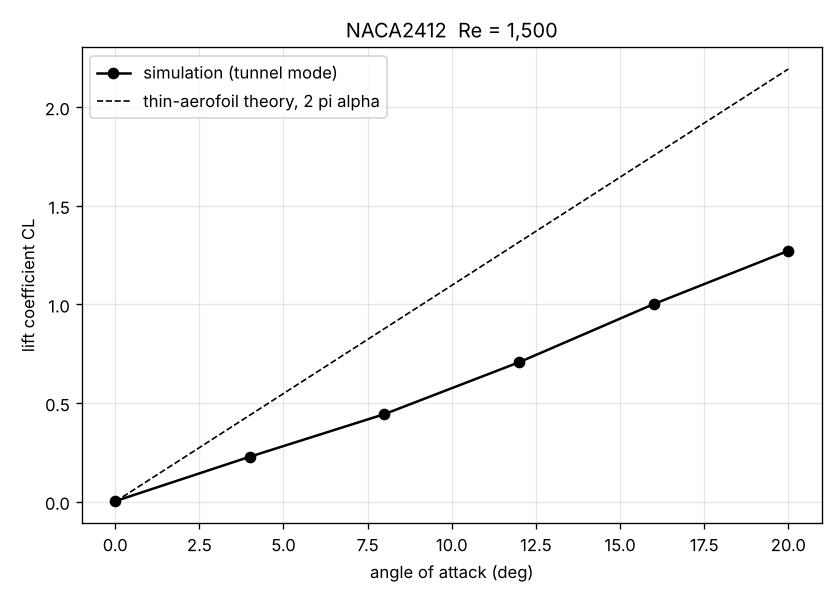 NACA2412  Re = 1,500
simulation (tunnel mode)
thin-aerofoil theory, 2 pi alpha
lift coefficient CL
2.0
1.5
1.0
0.5
0.0
0.0 2.5 5.0 7.5 10.0 12.5 15.0 17.5 20.0
angle of attack (deg)